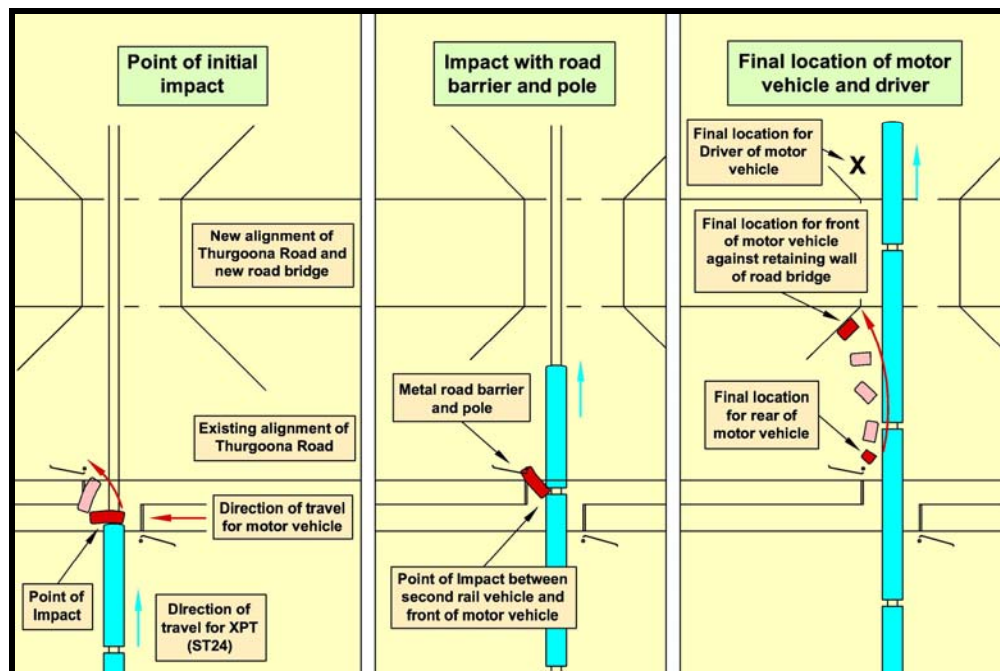 Point of initial
impact
New alignment of
Thurgoona Road and
new road bridge
Existing alignment of
Thurgoona Road
Direction of travel
for motor vehicle
Point of
Impact
DIrection of
travel for XPT
(ST24)
Impact with road
barrier and pole
Metal road barrier
and pole
Point of Impact between
second rail vehicle and
front of motor vehicle
Final location of motor
vehicle and driver
Final location for
Driver of motor
vehicle
X
Final location for front
of motor vehicle
against retaining wall
of road bridge
Final location
for rear of
motor vehicle